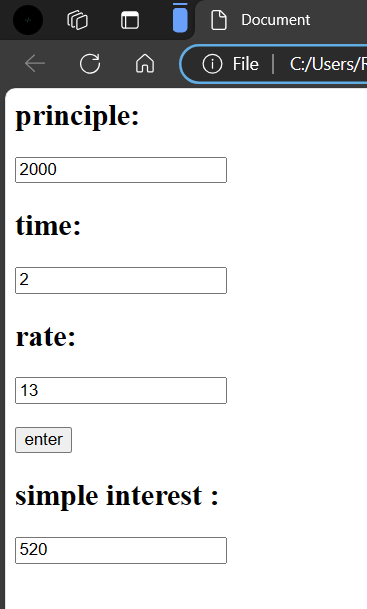 Document
File
C:/Users/
principle:
2000
time:
2
rate:
13
enter
simple interest :
520